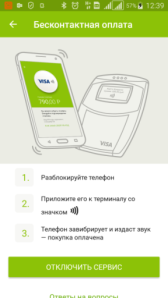 57% 12:39
Бесконтактная оплата
VISA
VISA
1. Разблокируйте телефон
2. Приложите его к терминалу со
значком
3. Телефон завибрирует и издаст звук
— покупка оплачена
ОТКЛЮЧИТЬ СЕРВИС
Ответы на вопросы